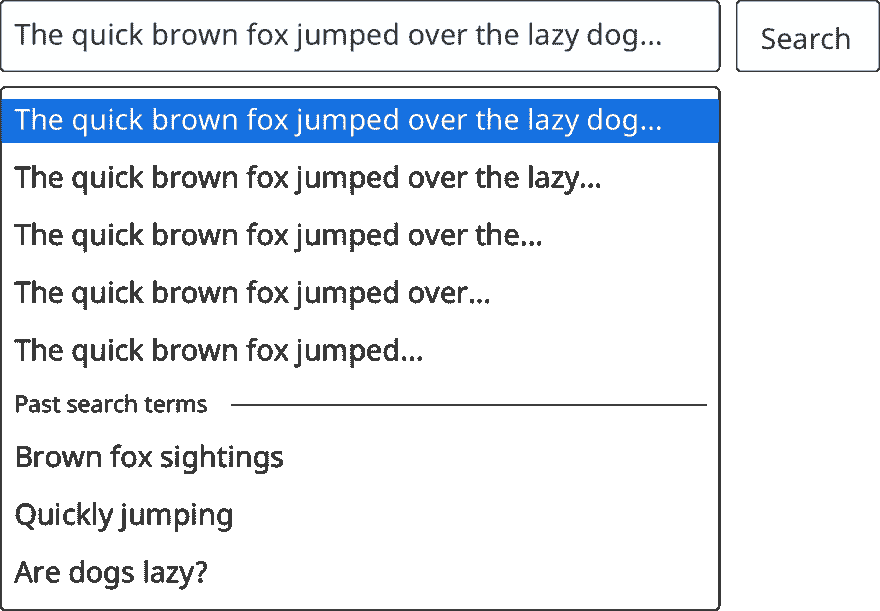 The quick brown fox jumped over the lazy dog...
Search
The quick brown fox jumped over the lazy dog...
The quick brown fox jumped over the lazy...
The quick brown fox jumped over the...
The quick brown fox jumped over...
The quick brown fox jumped...
Past search terms
Brown fox sightings
Quickly jumping
Are dogs lazy?